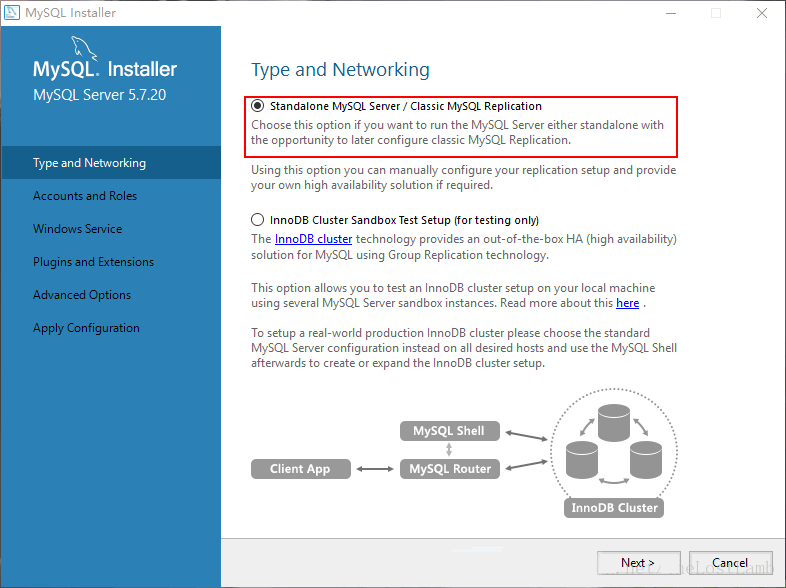 MySQL Installer
MySQL. Installer
MySQL Server 5.7.20
Type and Networking
Accounts and Roles
Windows Service
Plugins and Extensions
Advanced Options
Apply Configuration
Type and Networking
Standalone MySQL Server / Classic MySQL Replication
Choose this option if you want to run the MySQL Server either standalone with
the opportunity to later configure classic MySQL Replication.
Using this option you can manually configure your replication setup and provide
your own high availability solution if required.
InnoDB Cluster Sandbox Test Setup (for testing only)
The InnoDB cluster technology provides an out-of-the-box HA (high availability)
solution for MySQL using Group Replication technology.
This option allows you to test an InnoDB cluster setup on your local machine
using several MySQL Server sandbox instances. Read more about this here .
To setup a real-world production InnoDB cluster please choose the standard
MySQL Server configuration instead on all desired hosts and use the MySQL Shell
afterwards to create or expand the InnoDB cluster setup.
MySQL Shell
Client App
MySQL Router
InnoDB Cluster
Next >
Cancel